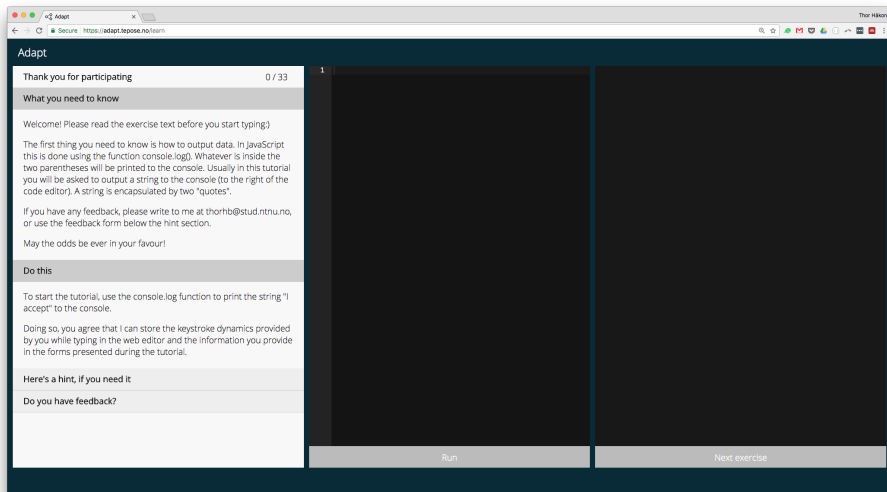 Adapt
Thor Håkon
Secure https://adapt.tepose.no/learn
Adapt
Thank you for participating 0 / 33
What you need to know
Welcome! Please read the exercise text before you start typing:)
The first thing you need to know is how to output data. In JavaScript
this is done using the function console.log(). Whatever is inside the
two parentheses will be printed to the console. Usually in this tutorial
you will be asked to output a string to the console (to the right of the
code editor). A string is encapsulated by two "quotes".
If you have any feedback, please write to me at thorhb@stud.ntnu.no,
or use the feedback form below the hint section.
May the odds be ever in your favour!
Do this
To start the tutorial, use the console.log function to print the string "I
accept" to the console.
Doing so, you agree that I can store the keystroke dynamics provided
by you while typing in the web editor and the information you provide
in the forms presented during the tutorial.
Here's a hint, if you need it
Do you have feedback?
1
Run
Next exercise